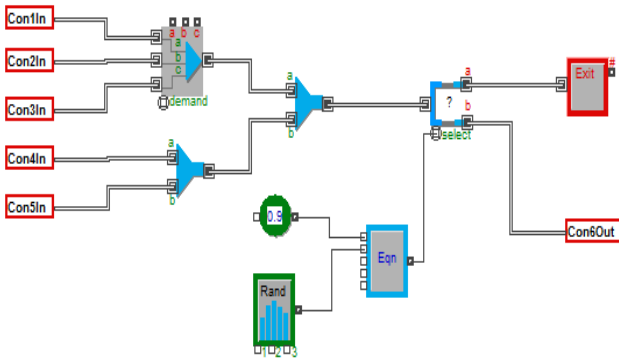 Con1In
a b c
a
b
c
demand
Con2In
Con3In
Con4In
a
b
Con5In
a
b
?
a
b
select
Exit
#
Con6Out
0.9
Eqn
Rand
1 2 3